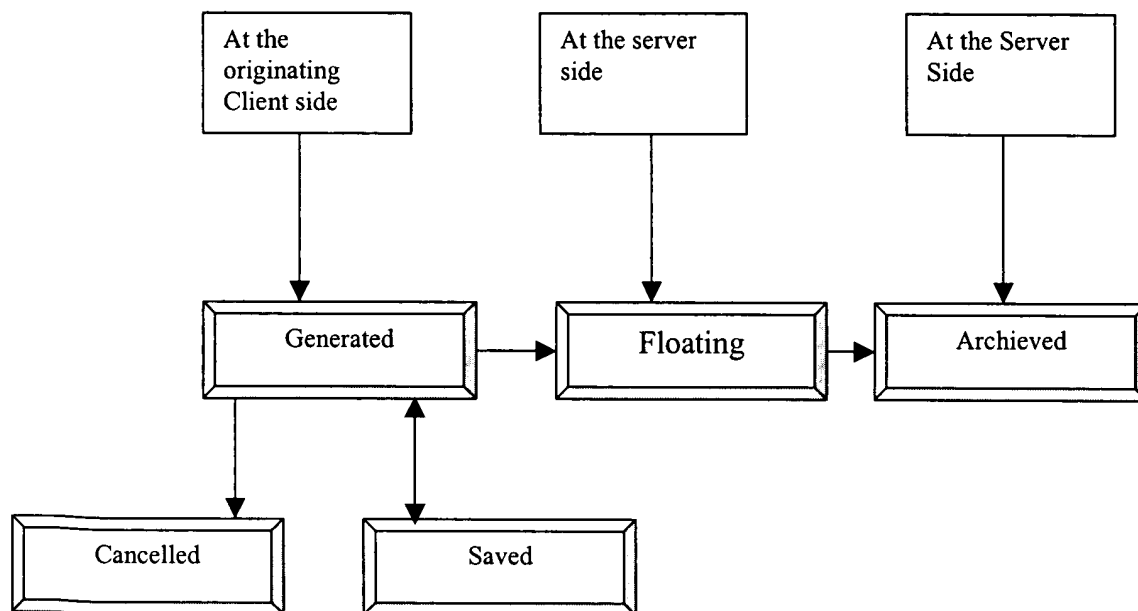 At the
originating
Client side
At the server
side
At the Server
Side
Generated
Floating
Archieved
Cancelled
Saved